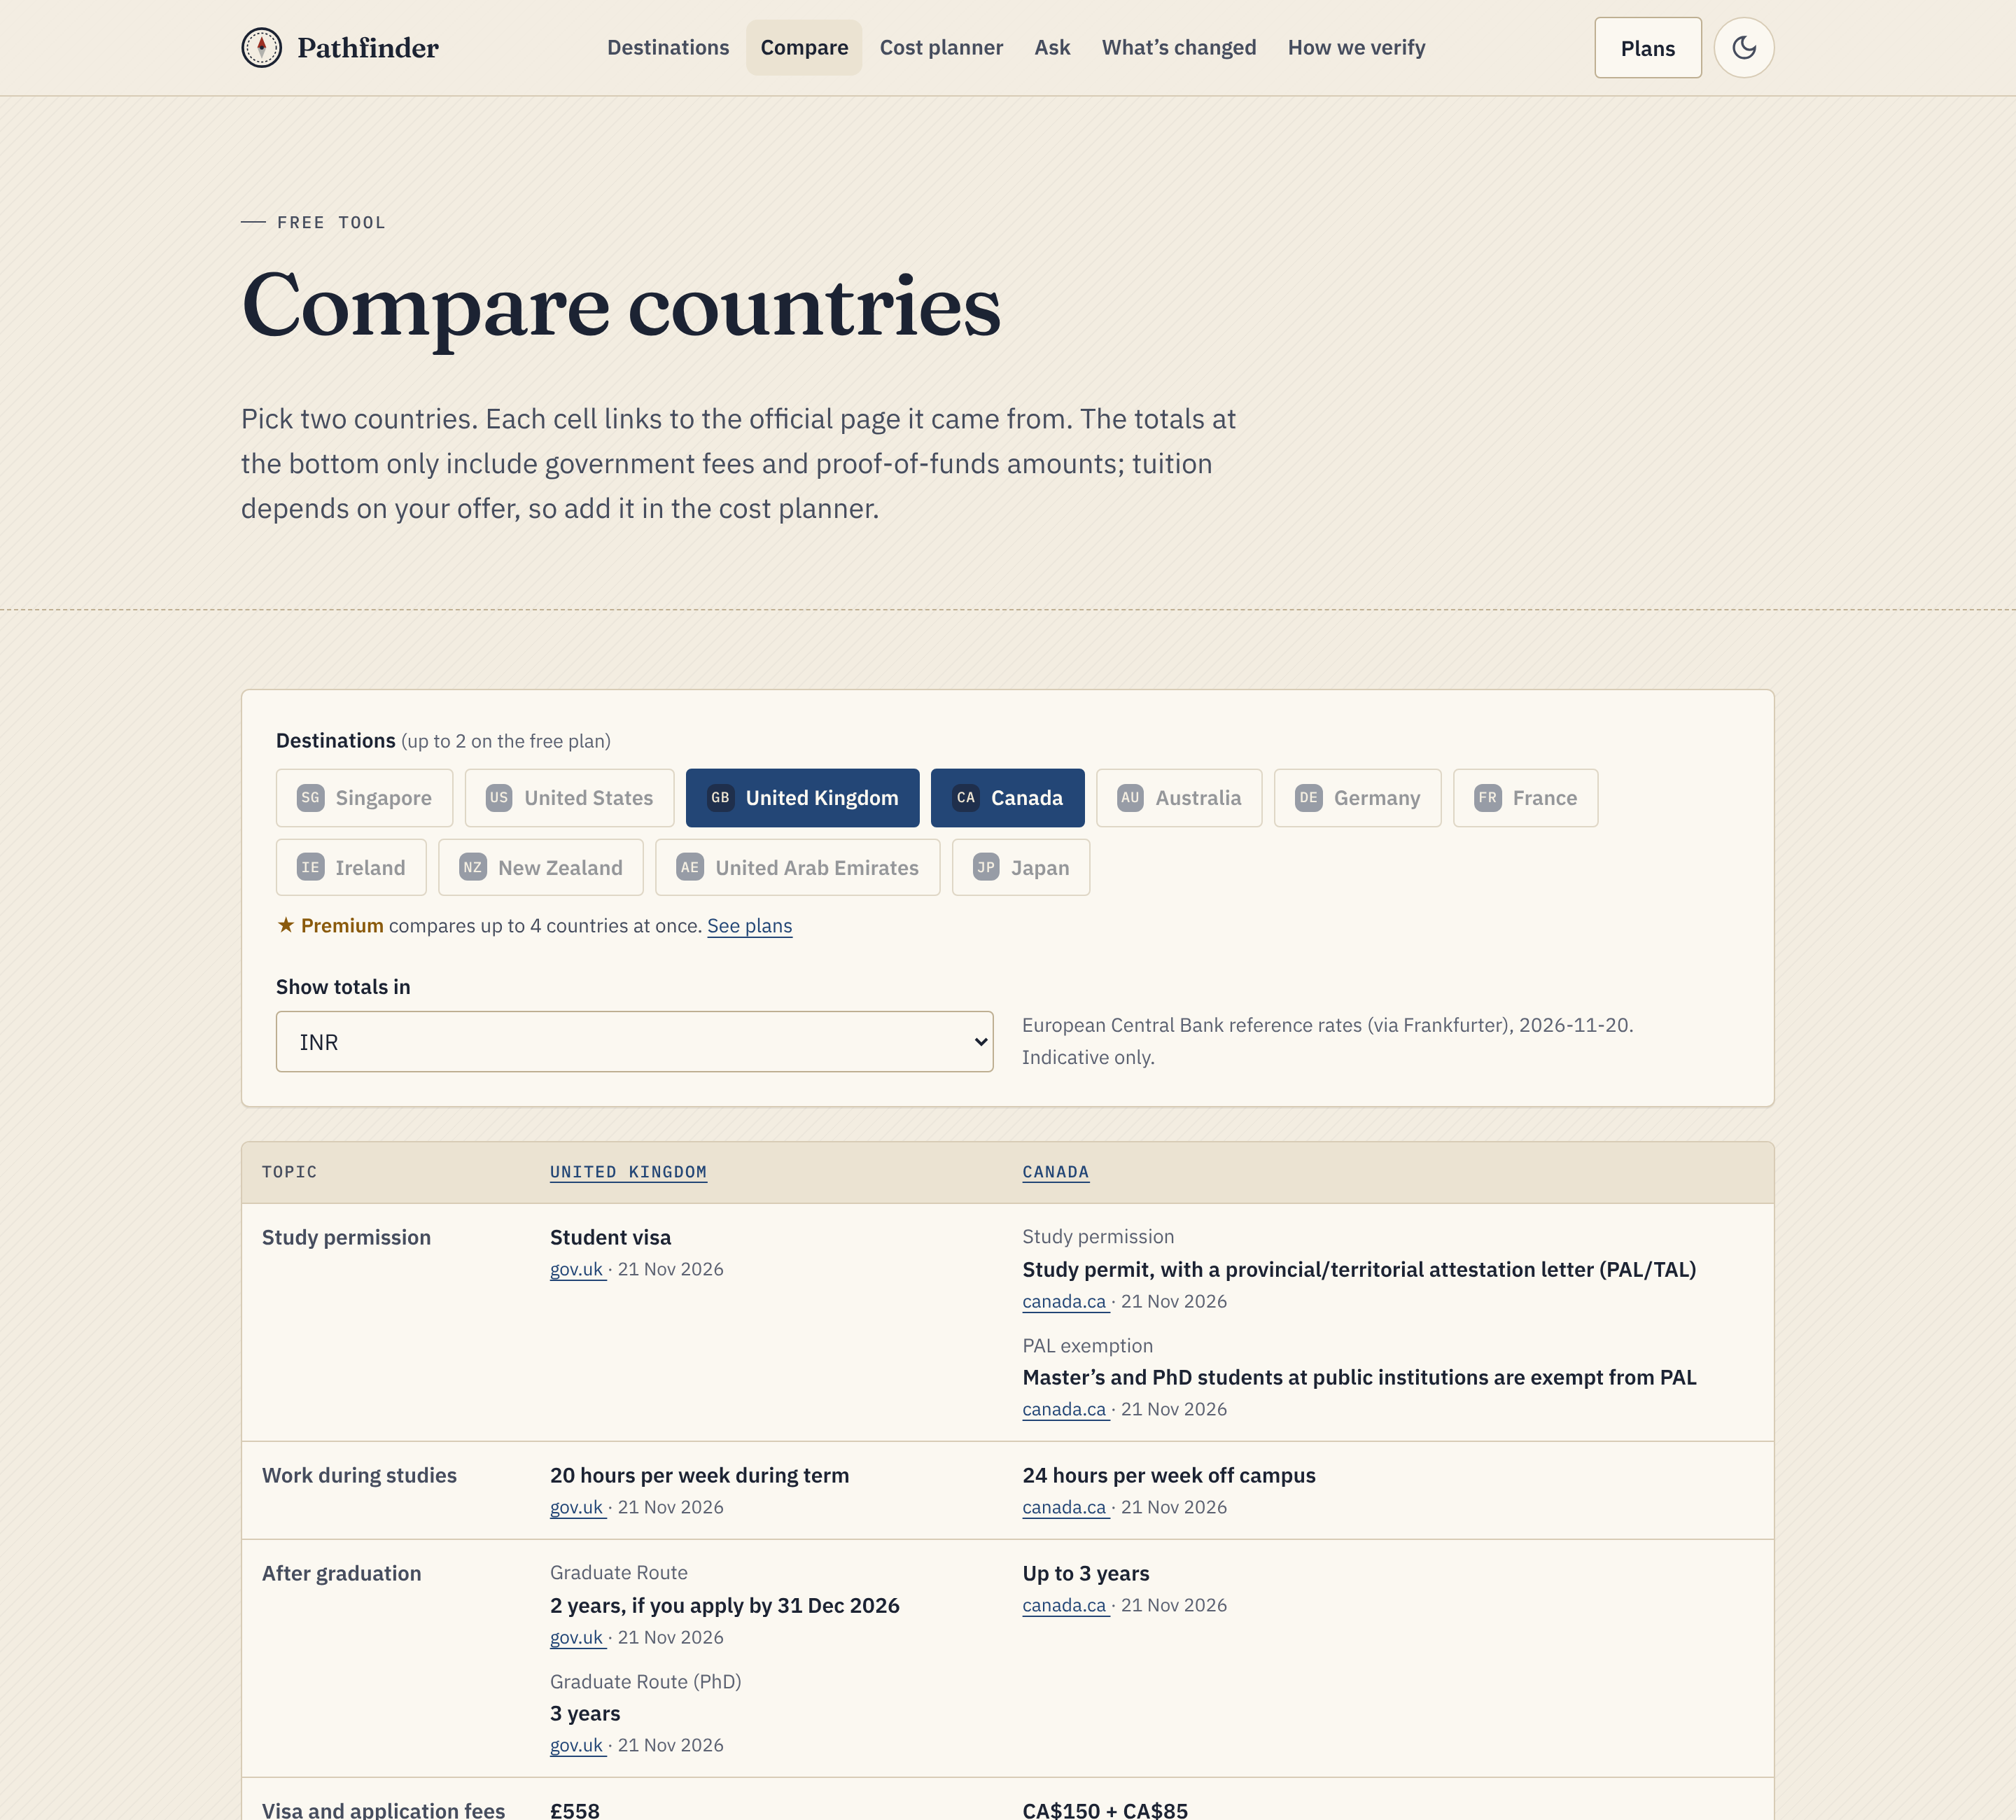 Pathfinder
Destinations Compare Cost planner Ask What’s changed How we verify
Plans
FREE TOOL
Compare countries
Pick two countries. Each cell links to the official page it came from. The totals at
the bottom only include government fees and proof-of-funds amounts; tuition
depends on your offer, so add it in the cost planner.
Destinations (up to 2 on the free plan)
SG Singapore US United States GB United Kingdom CA Canada AU Australia DE Germany FR France
IE Ireland NZ New Zealand AE United Arab Emirates JP Japan
★ Premium compares up to 4 countries at once. See plans
Show totals in
INR
European Central Bank reference rates (via Frankfurter), 2026-11-20.
Indicative only.
TOPIC UNITED KINGDOM CANADA
Study permission
Student visa
gov.uk · 21 Nov 2026
Study permission
Study permit, with a provincial/territorial attestation letter (PAL/TAL)
canada.ca · 21 Nov 2026
PAL exemption
Master’s and PhD students at public institutions are exempt from PAL
canada.ca · 21 Nov 2026
Work during studies
20 hours per week during term
gov.uk · 21 Nov 2026
24 hours per week off campus
canada.ca · 21 Nov 2026
After graduation
Graduate Route
2 years, if you apply by 31 Dec 2026
gov.uk · 21 Nov 2026
Graduate Route (PhD)
3 years
gov.uk · 21 Nov 2026
Up to 3 years
canada.ca · 21 Nov 2026
Visa and application fees
£558
CA$150 + CA$85